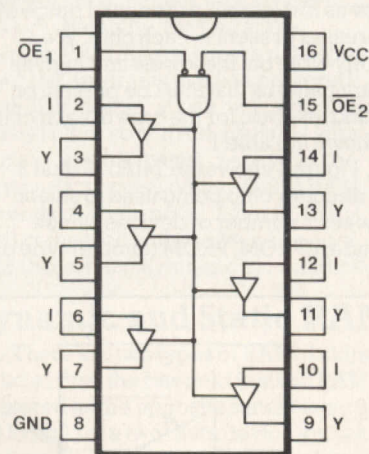 OE1 1 16 VCC
I 2 15 OE2
Y 3 14 I
I 4 13 Y
Y 5 12 I
I 6 11 Y
Y 7 10 I
GND 8 9 Y